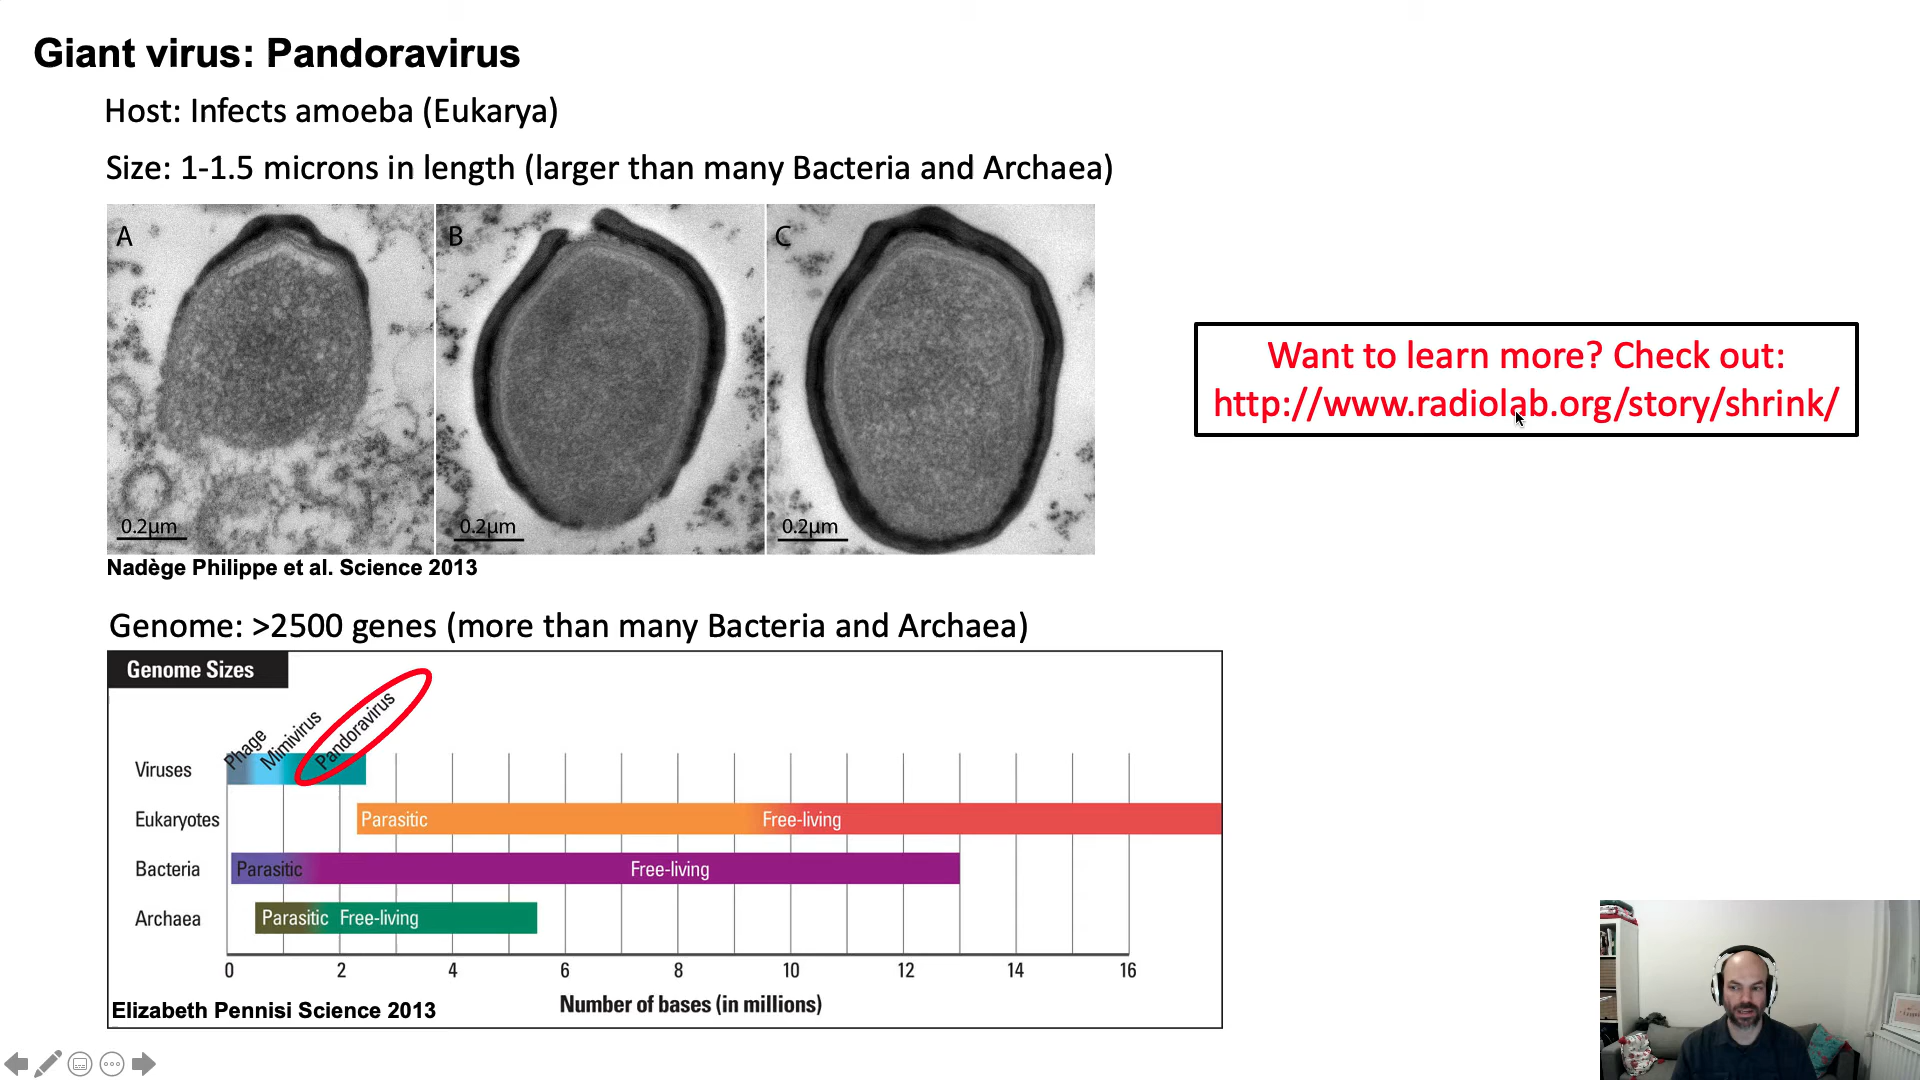 Giant virus: Pandoravirus
Host: Infects amoeba (Eukarya)
Size: 1-1.5 microns in length (larger than many Bacteria and Archaea)
A
B
C
0.2µm
0.2µm
0.2µm
Nadège Philippe et al. Science 2013
Want to learn more? Check out:
http://www.radiolab.org/story/shrink/
Genome: >2500 genes (more than many Bacteria and Archaea)
Genome Sizes
Phage
Mimivirus
Pandoravirus
Viruses
Eukaryotes
Parasitic
Free-living
Bacteria
Parasitic
Free-living
Archaea
Parasitic
Free-living
0 2 4 6 8 10 12 14 16
Number of bases (in millions)
Elizabeth Pennisi Science 2013